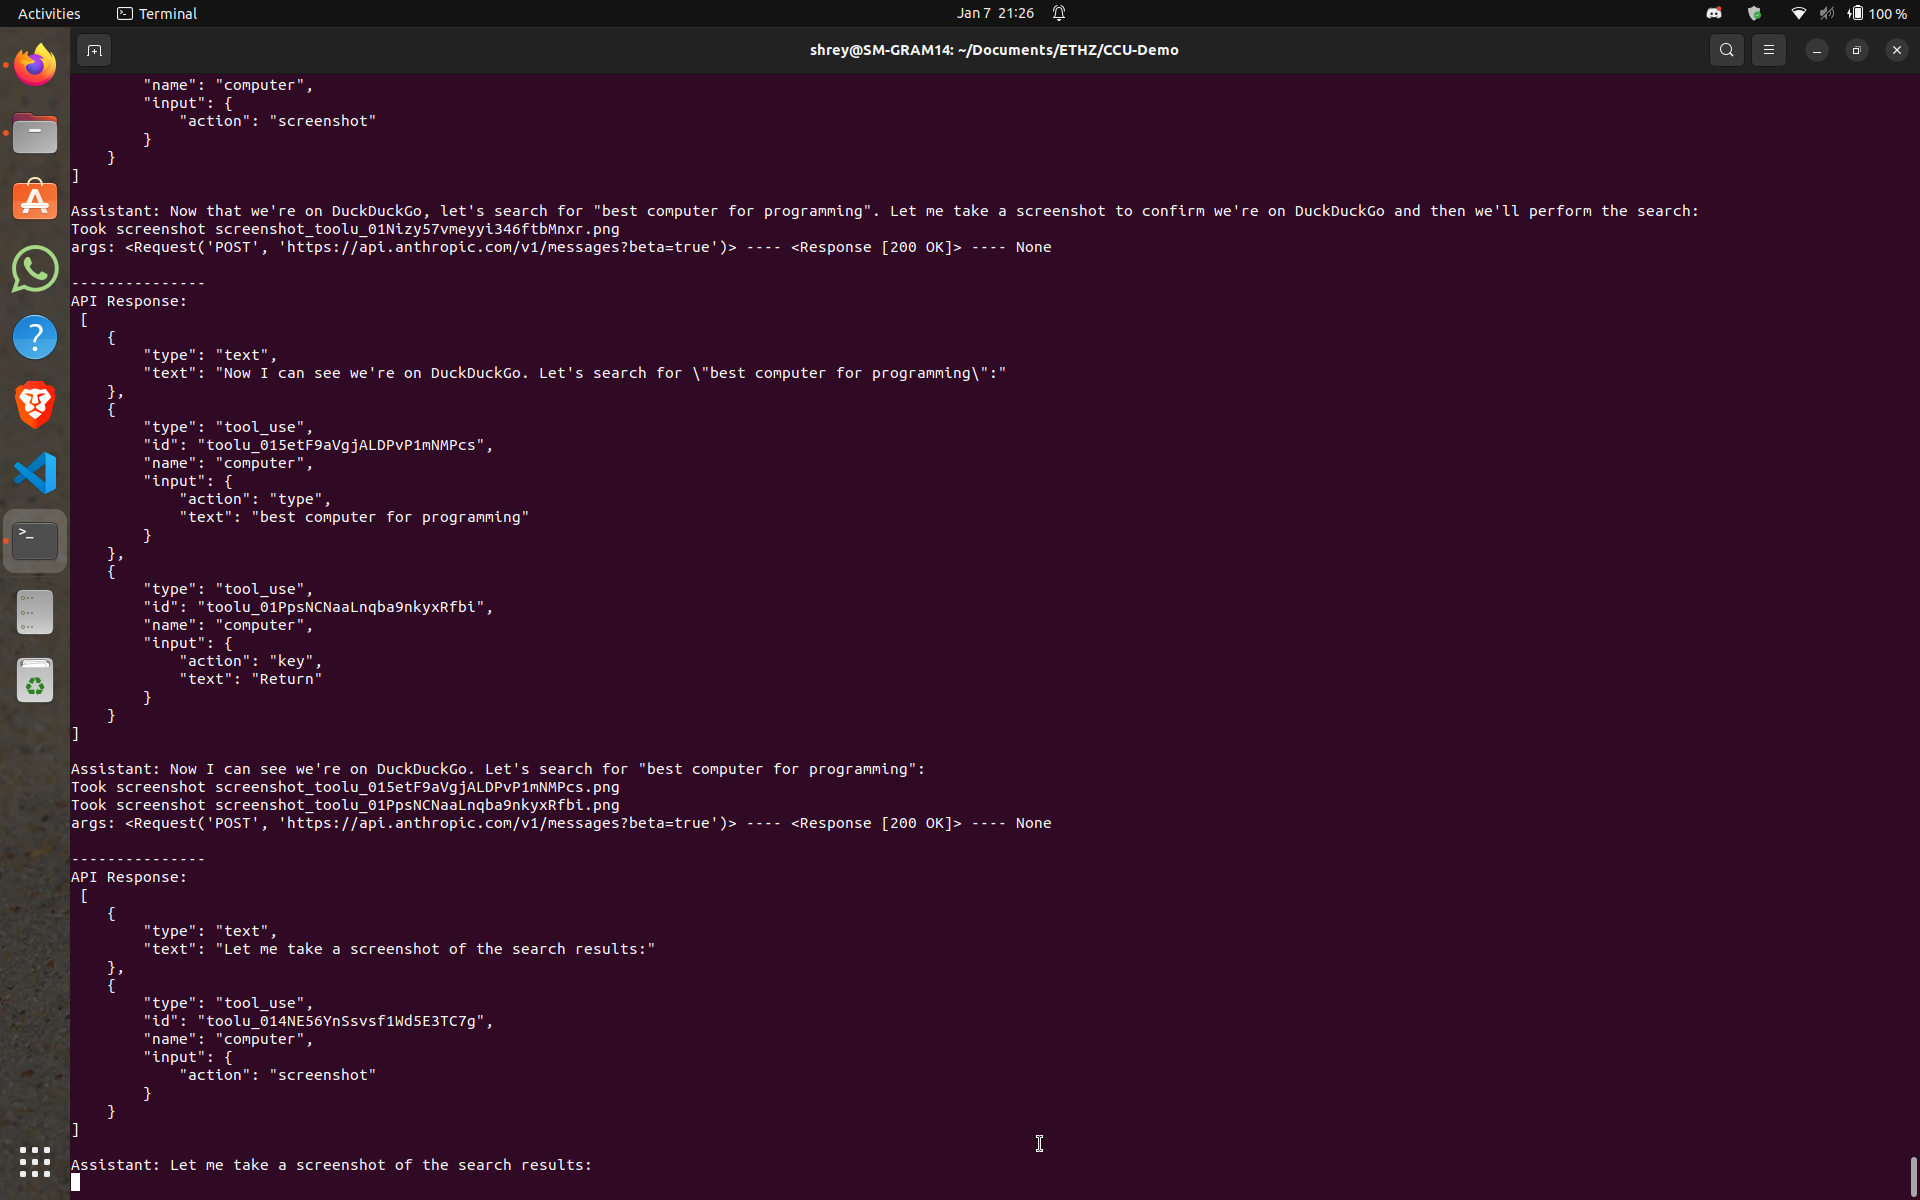 Activities Terminal Jan 7 21:26 100 %
shrey@SM-GRAM14: ~/Documents/ETHZ/CCU-Demo
"name": "computer",
"input": {
"action": "screenshot"
}
}
]
Assistant: Now that we're on DuckDuckGo, let's search for "best computer for programming". Let me take a screenshot to confirm we're on DuckDuckGo and then we'll perform the search:
Took screenshot screenshot_toolu_01Nizy57vmeyyi346ftbMnxr.png
args: <Request('POST', 'https://api.anthropic.com/v1/messages?beta=true')> ---- <Response [200 OK]> ---- None
---------------
API Response:
[
{
"type": "text",
"text": "Now I can see we're on DuckDuckGo. Let's search for \"best computer for programming\":"
},
{
"type": "tool_use",
"id": "toolu_015etF9aVgjALDPvP1mNMPcs",
"name": "computer",
"input": {
"action": "type",
"text": "best computer for programming"
}
},
{
"type": "tool_use",
"id": "toolu_01PpsNCNaaLnqba9nkyxRfbi",
"name": "computer",
"input": {
"action": "key",
"text": "Return"
}
}
]
Assistant: Now I can see we're on DuckDuckGo. Let's search for "best computer for programming":
Took screenshot screenshot_toolu_015etF9aVgjALDPvP1mNMPcs.png
Took screenshot screenshot_toolu_01PpsNCNaaLnqba9nkyxRfbi.png
args: <Request('POST', 'https://api.anthropic.com/v1/messages?beta=true')> ---- <Response [200 OK]> ---- None
---------------
API Response:
[
{
"type": "text",
"text": "Let me take a screenshot of the search results:"
},
{
"type": "tool_use",
"id": "toolu_014NE56YnSsvsf1Wd5E3TC7g",
"name": "computer",
"input": {
"action": "screenshot"
}
}
]
Assistant: Let me take a screenshot of the search results: